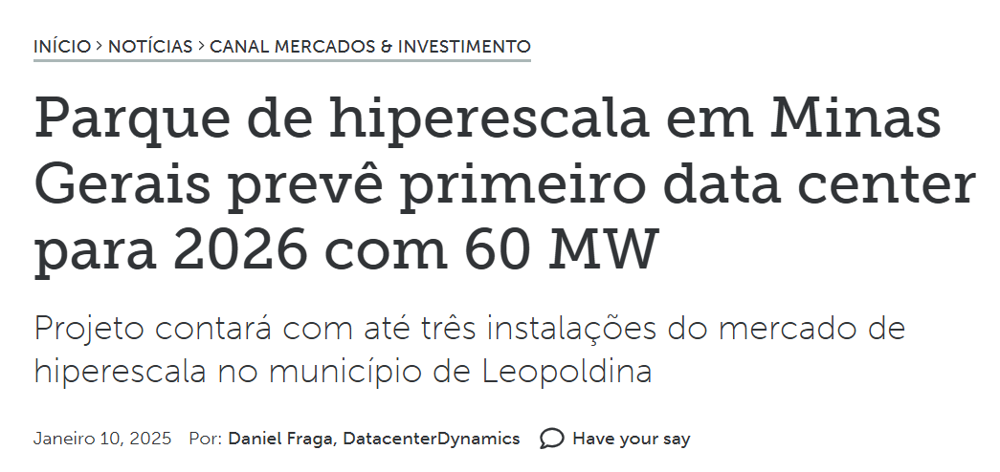 INÍCIO > NOTÍCIAS > CANAL MERCADOS & INVESTIMENTO
Parque de hiperescala em Minas
Gerais prevê primeiro data center
para 2026 com 60 MW
Projeto contará com até três instalações do mercado de
hiperescala no município de Leopoldina
Janeiro 10, 2025 Por: Daniel Fraga, DatacenterDynamics Have your say